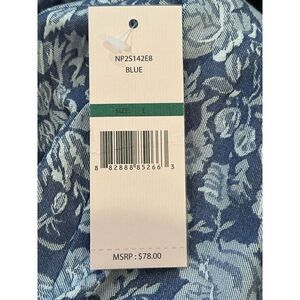 NP2S142E8
BLUE
SIZE: L
8 82888 85266 3
MSRP : $78.00